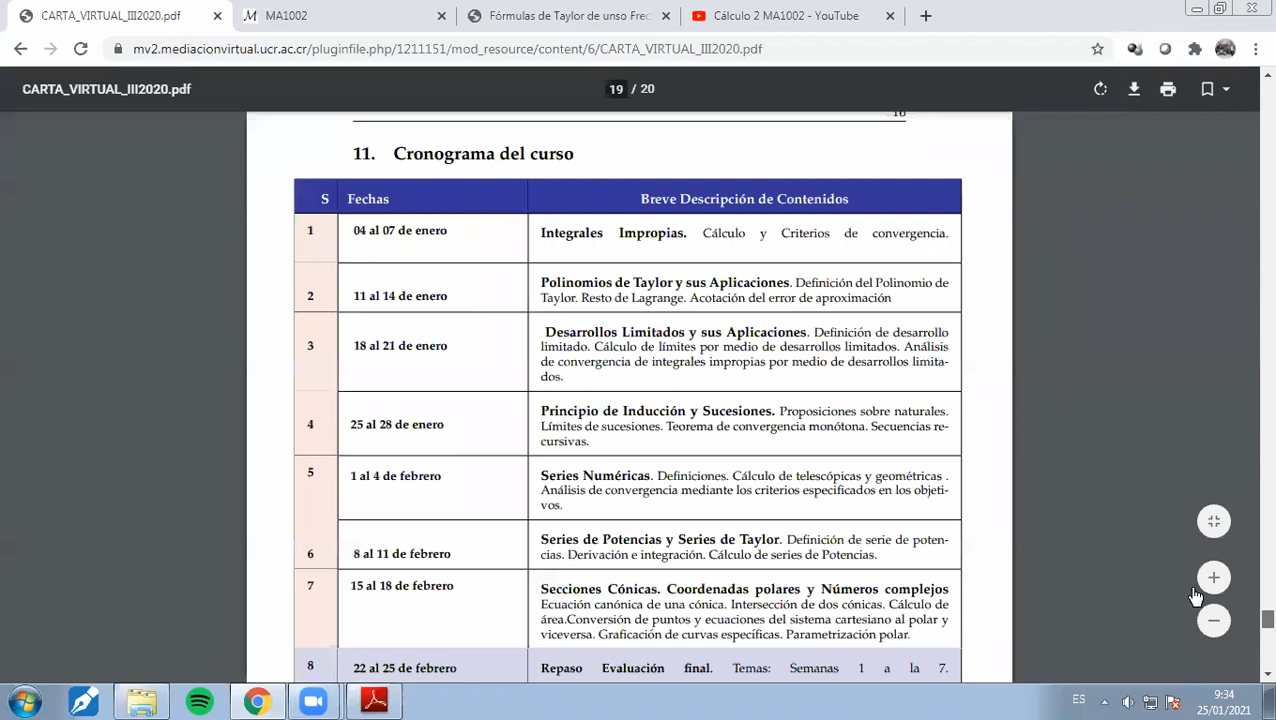 CARTA_VIRTUAL_III2020.pdf
MA1002
Fórmulas de Taylor de unso Frec
Cálculo 2 MA1002 - YouTube
mv2.mediacionvirtual.ucr.ac.cr/pluginfile.php/1211151/mod_resource/content/6/CARTA_VIRTUAL_III2020.pdf
CARTA_VIRTUAL_III2020.pdf
19 / 20
11. Cronograma del curso
S Fechas Breve Descripción de Contenidos
1 04 al 07 de enero Integrales Impropias. Cálculo y Criterios de convergencia.
Polinomios de Taylor y sus Aplicaciones. Definición del Polinomio de
2 11 al 14 de enero Taylor. Resto de Lagrange. Acotación del error de aproximación
Desarrollos Limitados y sus Aplicaciones. Definición de desarrollo
3 18 al 21 de enero limitado. Cálculo de límites por medio de desarrollos limitados. Análisis
de convergencia de integrales impropias por medio de desarrollos limita-
dos.
Principio de Inducción y Sucesiones. Proposiciones sobre naturales.
4 25 al 28 de enero Límites de sucesiones. Teorema de convergencia monótona. Secuencias re-
cursivas.
5 1 al 4 de febrero Series Numéricas. Definiciones. Cálculo de telescópicas y geométricas .
Análisis de convergencia mediante los criterios especificados en los objeti-
vos.
Series de Potencias y Series de Taylor. Definición de serie de poten-
6 8 al 11 de febrero cias. Derivación e integración. Cálculo de series de Potencias.
7 15 al 18 de febrero Secciones Cónicas. Coordenadas polares y Números complejos
Ecuación canónica de una cónica. Intersección de dos cónicas. Cálculo de
área.Conversión de puntos y ecuaciones del sistema cartesiano al polar y
viceversa. Graficación de curvas específicas. Parametrización polar.
8 22 al 25 de febrero Repaso Evaluación final. Temas: Semanas 1 a la 7.
ES
9:34
25/01/2021